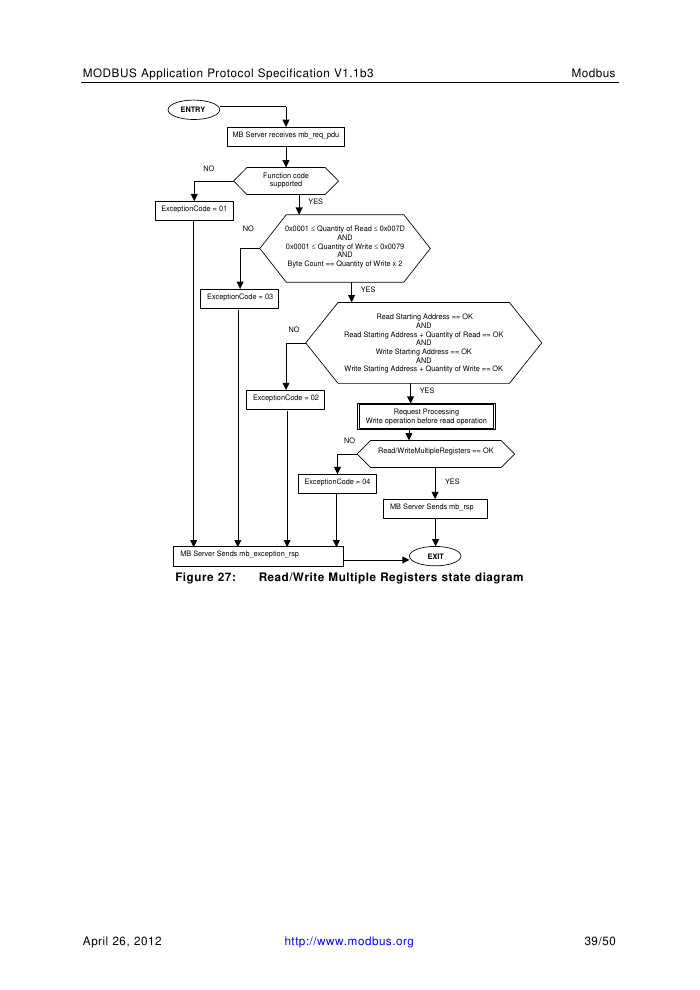 MODBUS Application Protocol Specification V1.1b3 Modbus
ENTRY
MB Server receives mb_req_pdu
NO
Function code
supported
YES
ExceptionCode = 01
NO
0x0001 ≤ Quantity of Read ≤ 0x007D
AND
0x0001 ≤ Quantity of Write ≤ 0x0079
AND
Byte Count == Quantity of Write x 2
YES
ExceptionCode = 03
NO
Read Starting Address == OK
AND
Read Starting Address + Quantity of Read == OK
AND
Write Starting Address == OK
AND
Write Starting Address + Quantity of Write == OK
YES
ExceptionCode = 02
Request Processing
Write operation before read operation
NO
Read/WriteMultipleRegisters == OK
YES
ExceptionCode = 04
MB Server Sends mb_rsp
MB Server Sends mb_exception_rsp
EXIT
Figure 27: Read/Write Multiple Registers state diagram
April 26, 2012 http://www.modbus.org 39/50